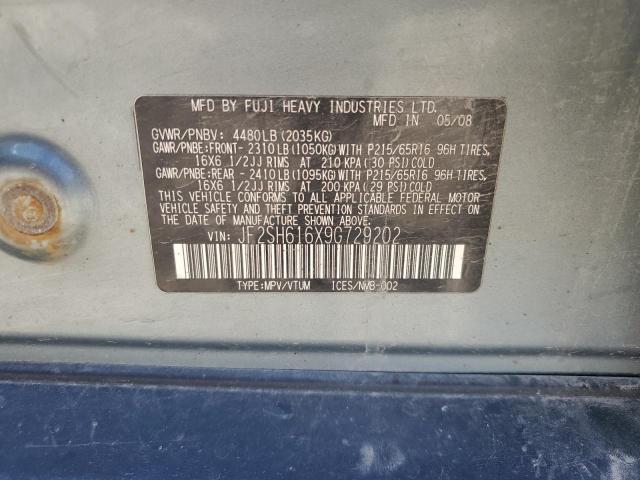 MFD BY FUJI HEAVY INDUSTRIES LTD.
MFD IN 05/08
GVWR/PNBV: 4480LB(2035KG)
GAWR/PNBE:FRONT- 2310LB(1050KG)WITH P215/65R16 96H TIRES,
16X6 1/2JJ RIMS AT 210 KPA(30 PSI)COLD
GAWR/PNBE:REAR - 2410LB(1095KG)WITH P215/65R16 96H TIRES,
16X6 1/2JJ RIMS AT 200 KPA(29 PSI)COLD
THIS VEHICLE CONFORMS TO ALL APPLICABLE FEDERAL MOTOR
VEHICLE SAFETY, AND THEFT PREVENTION STANDARDS IN EFFECT ON THE
DATE OF MANUFACTURE SHOWN ABOVE.
VIN: JF2SH616X9G729202
TYPE:MPV/VTUM ICES/NMB-002